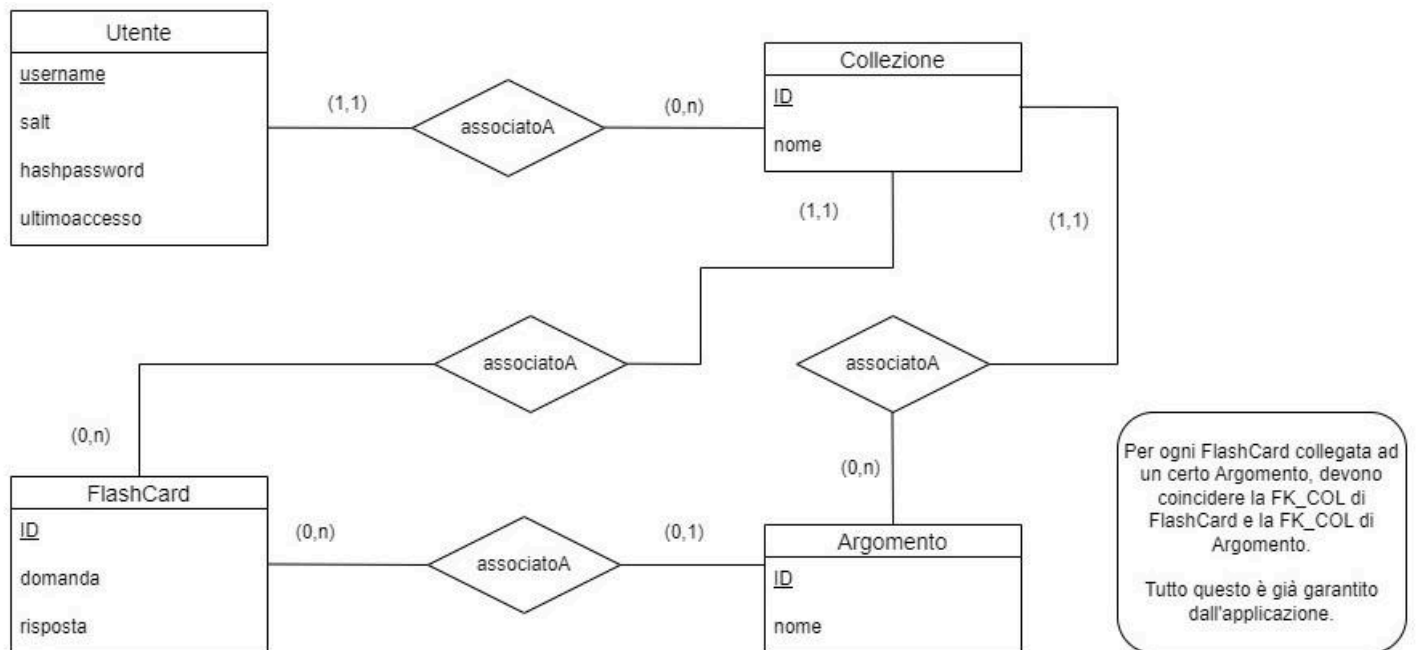 Utente
username
salt
hashpassword
ultimoaccesso
(1,1)
associatoA
(0,n)
Collezione
ID
nome
(1,1)
(1,1)
associatoA
associatoA
(0,n)
(0,n)
FlashCard
ID
domanda
risposta
(0,n)
associatoA
(0,1)
Argomento
ID
nome
Per ogni FlashCard collegata ad
un certo Argomento, devono
coincidere la FK_COL di
FlashCard e la FK_COL di
Argomento.
Tutto questo è già garantito
dall'applicazione.